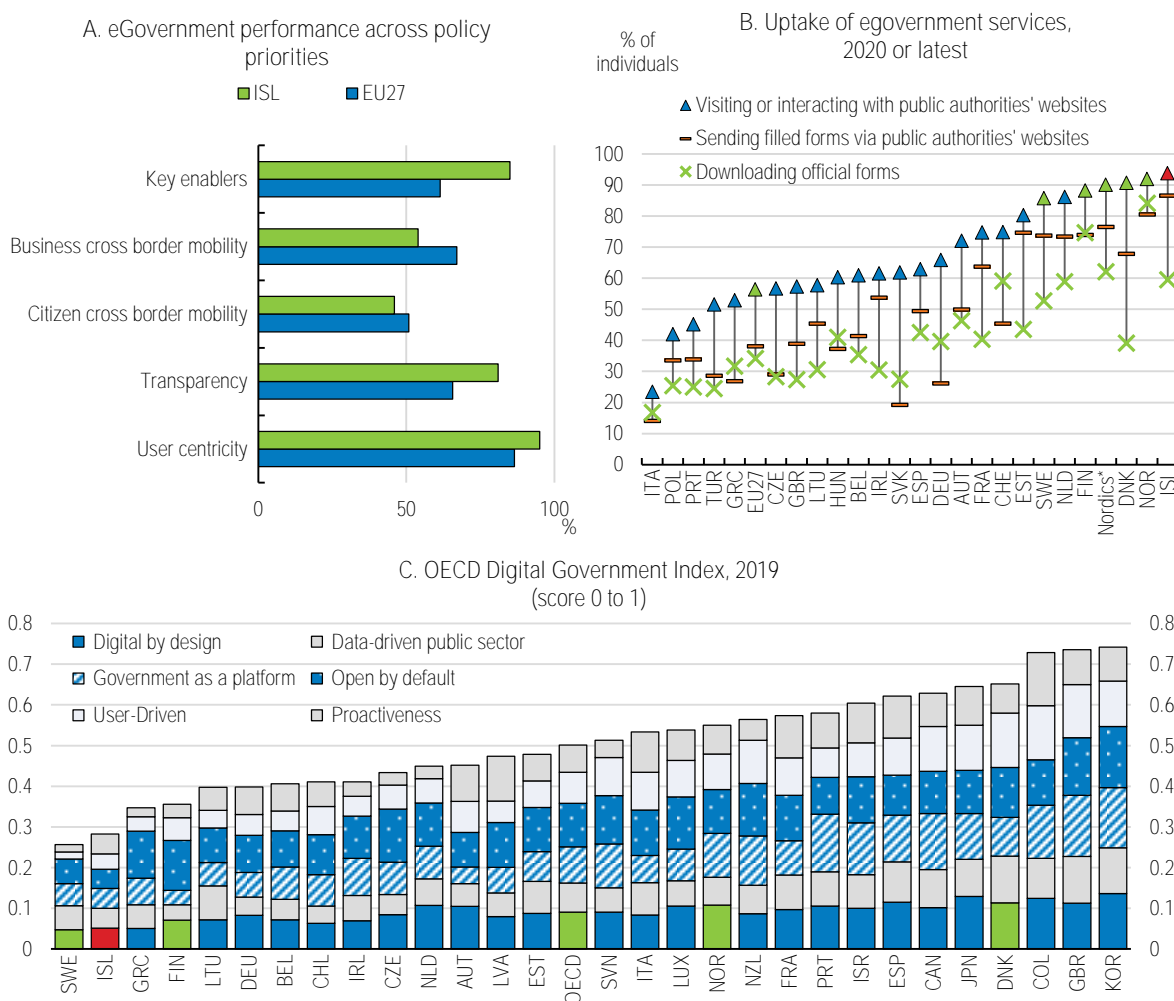 A. eGovernment performance across policy
priorities
ISL
EU27
Key enablers
Business cross border mobility
Citizen cross border mobility
Transparency
User centricity
0
50
100
%
B. Uptake of egovernment services,
2020 or latest
% of
individuals
Visiting or interacting with public authorities' websites
Sending filled forms via public authorities' websites
Downloading official forms
100
90
80
70
60
50
40
30
20
10
0
ITA
POL
PRT
TUR
GRC
EU27
CZE
GBR
LTU
HUN
BEL
IRL
SVK
ESP
DEU
AUT
FRA
CHE
EST
SWE
NLD
FIN
Nordics*
DNK
NOR
ISL
C. OECD Digital Government Index, 2019
(score 0 to 1)
Digital by design
Data-driven public sector
Government as a platform
Open by default
User-Driven
Proactiveness
0.8
0.7
0.6
0.5
0.4
0.3
0.2
0.1
0
0.8
0.7
0.6
0.5
0.4
0.3
0.2
0.1
0
SWE
ISL
GRC
FIN
LTU
DEU
BEL
CHL
IRL
CZE
NLD
AUT
LVA
EST
OECD
SVN
ITA
LUX
NOR
NZL
FRA
PRT
ISR
ESP
CAN
JPN
DNK
COL
GBR
KOR